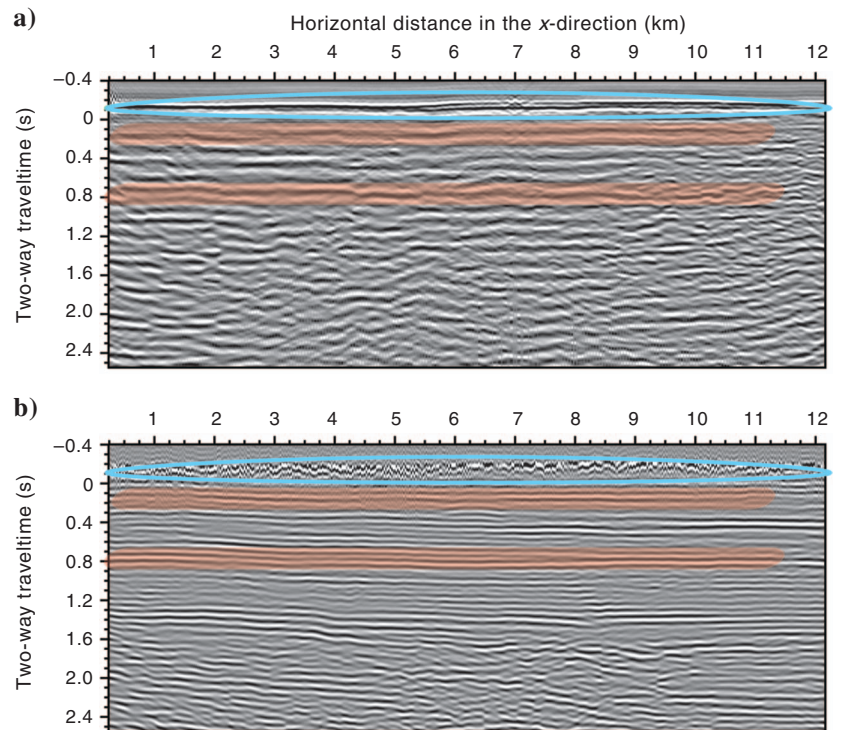 a)
Horizontal distance in the x-direction (km)
1 2 3 4 5 6 7 8 9 10 11 12
Two-way traveltime (s)
−0.4
0
0.4
0.8
1.2
1.6
2.0
2.4
b)
1 2 3 4 5 6 7 8 9 10 11 12
Two-way traveltime (s)
−0.4
0
0.4
0.8
1.2
1.6
2.0
2.4